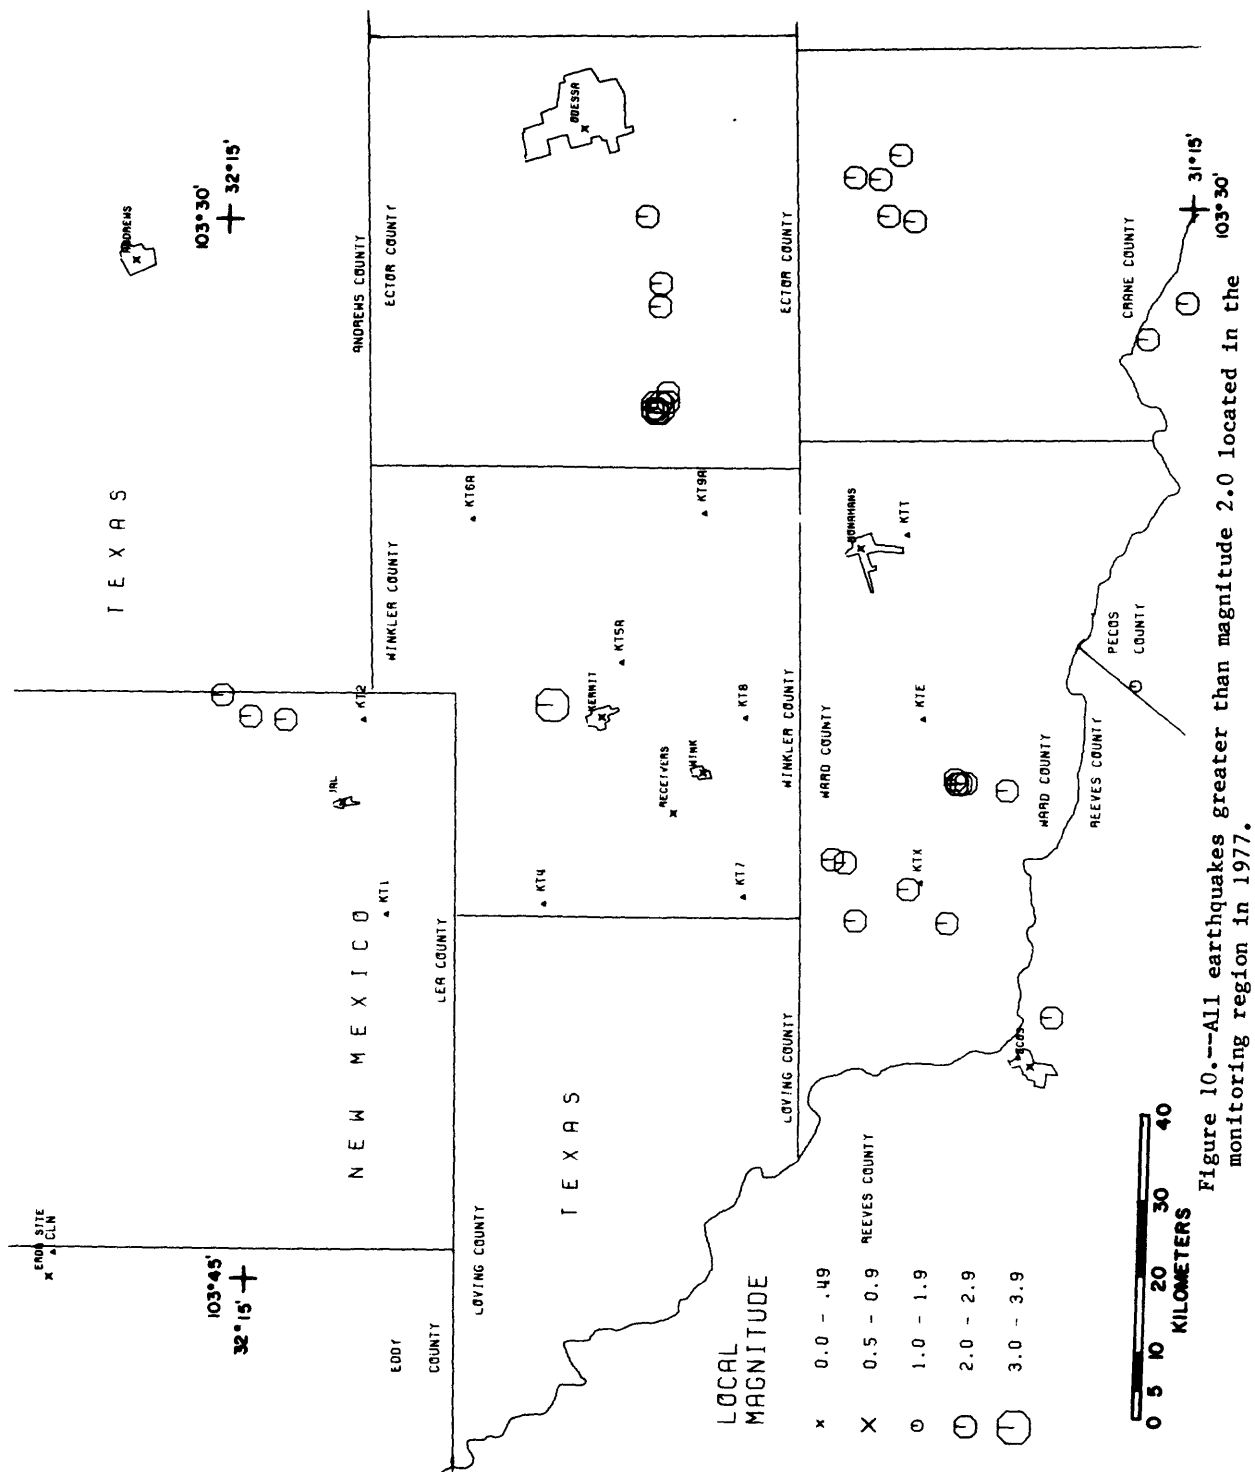 TEXAS
ANDREWS
103°30'
32°15'
ANDREWS COUNTY
ECTOR COUNTY
ODESSA
ECTOR COUNTY
CRANE COUNTY
31°15'
103°30'
KT6A
KT9A
MONAHANS
KTT
WINKLER COUNTY
KT2
KERMIT
KT5A
KT8
RECEIVERS
WINK
WINKLER COUNTY
WARD COUNTY
KTE
PECOS
COUNTY
WARD COUNTY
REEVES COUNTY
JAL
KT1
KT4
KT7
KTX
NEW MEXICO
LEA COUNTY
TEXAS
LOVING COUNTY
PECOS
ERDA SITE
CLN
103°45'
32°15'
EDDY
COUNTY
LOVING COUNTY
REEVES COUNTY
LOCAL
MAGNITUDE
0.0 - .49
0.5 - 0.9
1.0 - 1.9
2.0 - 2.9
3.0 - 3.9
0 5 10 20 30 40
KILOMETERS
Figure 10.--All earthquakes greater than magnitude 2.0 located in the
monitoring region in 1977.